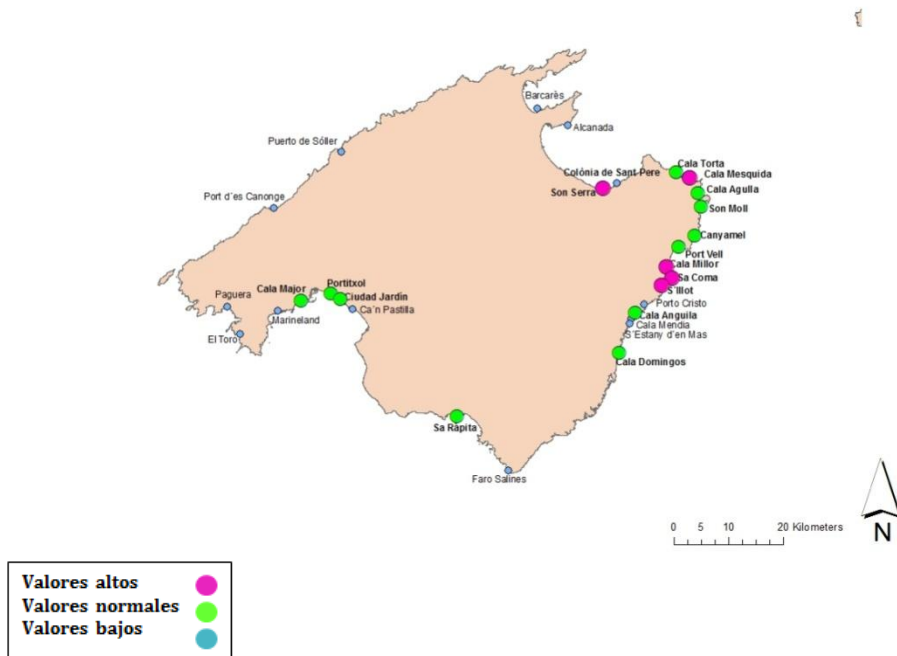 Barcarès
Alcanada
Puerto de Sóller
Cala Torta
Colònia de Sant Pere
Cala Mesquida
Son Serra
Cala Agulla
Port d'es Canonge
Son Moll
Canyamel
Port Vell
Cala Millor
Cala Major
Portitxol
Sa Coma
Ciudad Jardín
S'Illot
Paguera
Porto Cristo
Marineland
Ca'n Pastilla
Cala Anguila
Cala Mendia
El Toro
S'Estany d'en Mas
Cala Domingos
Sa Ràpita
Faro Salines
0 5 10 20 Kilometers
N
Valores altos
Valores normales
Valores bajos